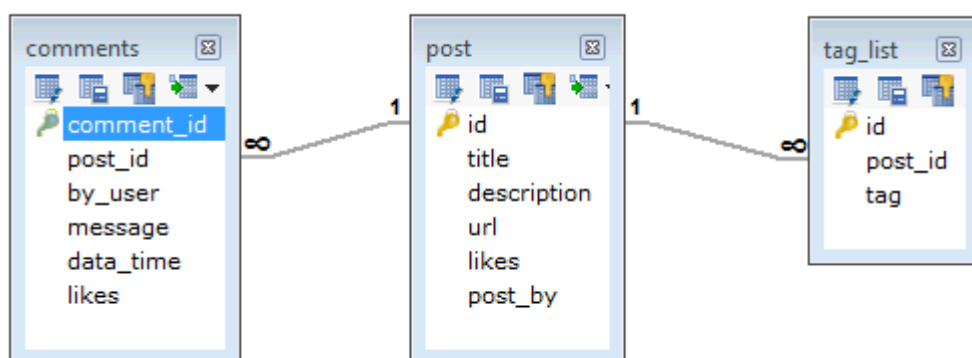 comments
comment_id
post_id
by_user
message
data_time
likes
∞
1
post
id
title
description
url
likes
post_by
1
∞
tag_list
id
post_id
tag